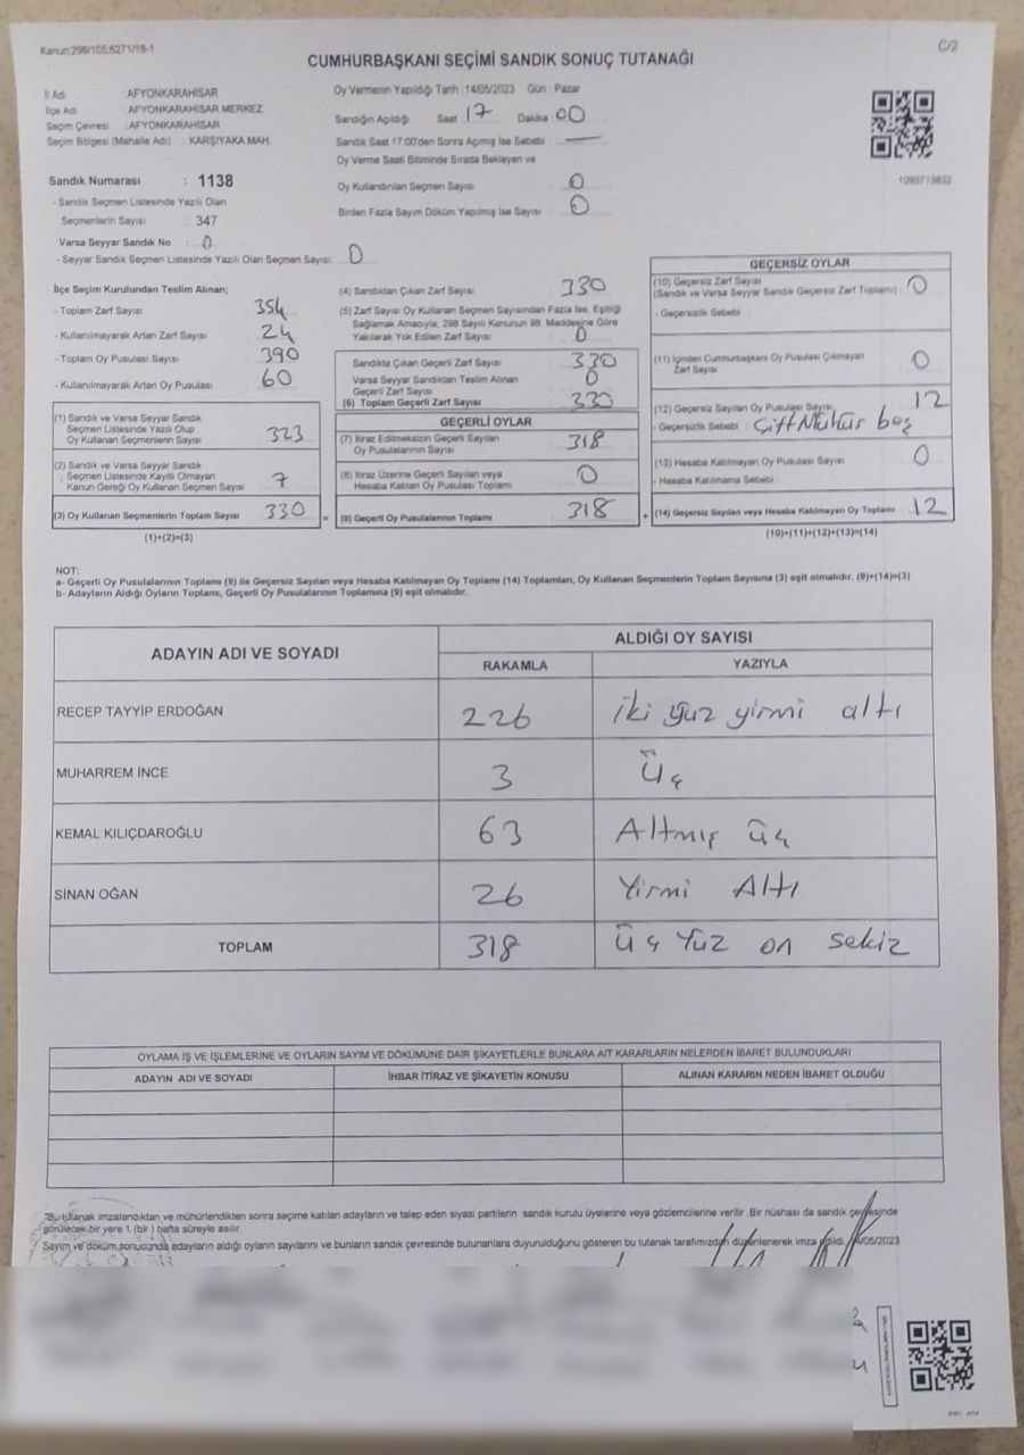 Kanun:298/105,6271/18-1
C/2
CUMHURBAŞKANI SEÇİMİ SANDIK SONUÇ TUTANAĞI
İl Adı : AFYONKARAHİSAR
İlçe Adı : AFYONKARAHİSAR MERKEZ
Seçim Çevresi : AFYONKARAHİSAR
Seçim Bölgesi (Mahalle Adı) : KARŞIYAKA MAH.
Sandık Numarası : 1138
- Sandık Seçmen Listesinde Yazılı Olan
Seçmenlerin Sayısı : 347
Varsa Seyyar Sandık No : 0
- Seyyar Sandık Seçmen Listesinde Yazılı Olan Seçmen Sayısı : 0
Oy Vermenin Yapıldığı Tarih : 14/05/2023 Gün : Pazar
Sandığın Açıldığı Saat 17 Dakika 00
Sandık Saat 17:00'den Sonra Açılmış İse Sebebi —
Oy Verme Saati Bitiminde Sırada Bekleyen ve
Oy Kullandırılan Seçmen Sayısı 0
Birden Fazla Sayım Döküm Yapılmış İse Sayısı 0
İlçe Seçim Kurulundan Teslim Alınan;
- Toplam Zarf Sayısı : 354
- Kullanılmayarak Artan Zarf Sayısı : 24
- Toplam Oy Pusulası Sayısı : 390
- Kullanılmayarak Artan Oy Pusulası : 60
(1) Sandık ve Varsa Seyyar Sandık
Seçmen Listesinde Yazılı Olup
Oy Kullanan Seçmenlerin Sayısı 323
(2) Sandık ve Varsa Seyyar Sandık
Seçmen Listesinde Kayıtlı Olmayan
Kanun Gereği Oy Kullanan Seçmen Sayısı 7
(3) Oy Kullanan Seçmenlerin Toplam Sayısı 330
(1)+(2)=(3)
(4) Sandıktan Çıkan Zarf Sayısı 330
(5) Zarf Sayısı Oy Kullanan Seçmen Sayısından Fazla İse, Eşitliği
Sağlamak Amacıyla, 298 Sayılı Kanunun 98. Maddesine Göre
Yakılarak Yok Edilen Zarf Sayısı 0
Sandıkta Çıkan Geçerli Zarf Sayısı 330
Varsa Seyyar Sandıktan Teslim Alınan
Geçerli Zarf Sayısı 0
(6) Toplam Geçerli Zarf Sayısı 330
GEÇERLİ OYLAR
(7) İtiraz Edilmeksizin Geçerli Sayılan
Oy Pusulalarının Sayısı 318
(8) İtiraz Üzerine Geçerli Sayılan veya
Hesaba Katılan Oy Pusulası Toplamı 0
= (9) Geçerli Oy Pusulalarının Toplamı 318
GEÇERSİZ OYLAR
(10) Geçersiz Zarf Sayısı
(Sandık ve Varsa Seyyar Sandık Geçersiz Zarf Toplamı) 0
- Geçersizlik Sebebi
(11) İçinden Cumhurbaşkanı Oy Pusulası Çıkmayan
Zarf Sayısı 0
(12) Geçersiz Sayılan Oy Pusulası Sayısı 12
- Geçersizlik Sebebi : Çift Mühür boş
(13) Hesaba Katılmayan Oy Pusulası Sayısı 0
- Hesaba Katılmama Sebebi
+ (14) Geçersiz Sayılan veya Hesaba Katılmayan Oy Toplamı 12
(10)+(11)+(12)+(13)=(14)
NOT:
a- Geçerli Oy Pusulalarının Toplamı (9) ile Geçersiz Sayılan veya Hesaba Katılmayan Oy Toplamı (14) Toplamları, Oy Kullanan Seçmenlerin Toplam Sayısına (3) eşit olmalıdır. (9)+(14)=(3)
b- Adayların Aldığı Oyların Toplamı, Geçerli Oy Pusulalarının Toplamına (9) eşit olmalıdır.
ADAYIN ADI VE SOYADI
ALDIĞI OY SAYISI
RAKAMLA YAZIYLA
RECEP TAYYİP ERDOĞAN 226 iki yüz yirmi altı
MUHARREM İNCE 3 üç
KEMAL KILIÇDAROĞLU 63 Altmış üç
SİNAN OĞAN 26 Yirmi Altı
TOPLAM 318 üç Yüz on sekiz
OYLAMA İŞ VE İŞLEMLERİNE VE OYLARIN SAYIM VE DÖKÜMÜNE DAİR ŞİKAYETLERLE BUNLARA AİT KARARLARIN NELERDEN İBARET BULUNDUKLARI
ADAYIN ADI VE SOYADI İHBAR İTİRAZ VE ŞİKAYETİN KONUSU ALINAN KARARIN NEDEN İBARET OLDUĞU
Bu tutanak imzalandıktan ve mühürlendikten sonra seçime katılan adayların ve talep eden siyasi partilerin sandık kurulu üyelerine veya gözlemcilerine verilir. Bir nüshası da sandık çevresinde
görülecek bir yere 1 (bir) hafta süreyle asılır.
Sayım ve döküm sonucunda adayların aldığı oyların sayılarını ve bunların sandık çevresinde bulunanlara duyurulduğunu gösteren bu tutanak tarafımızdan düzenlenerek imza edildi. /05/2023